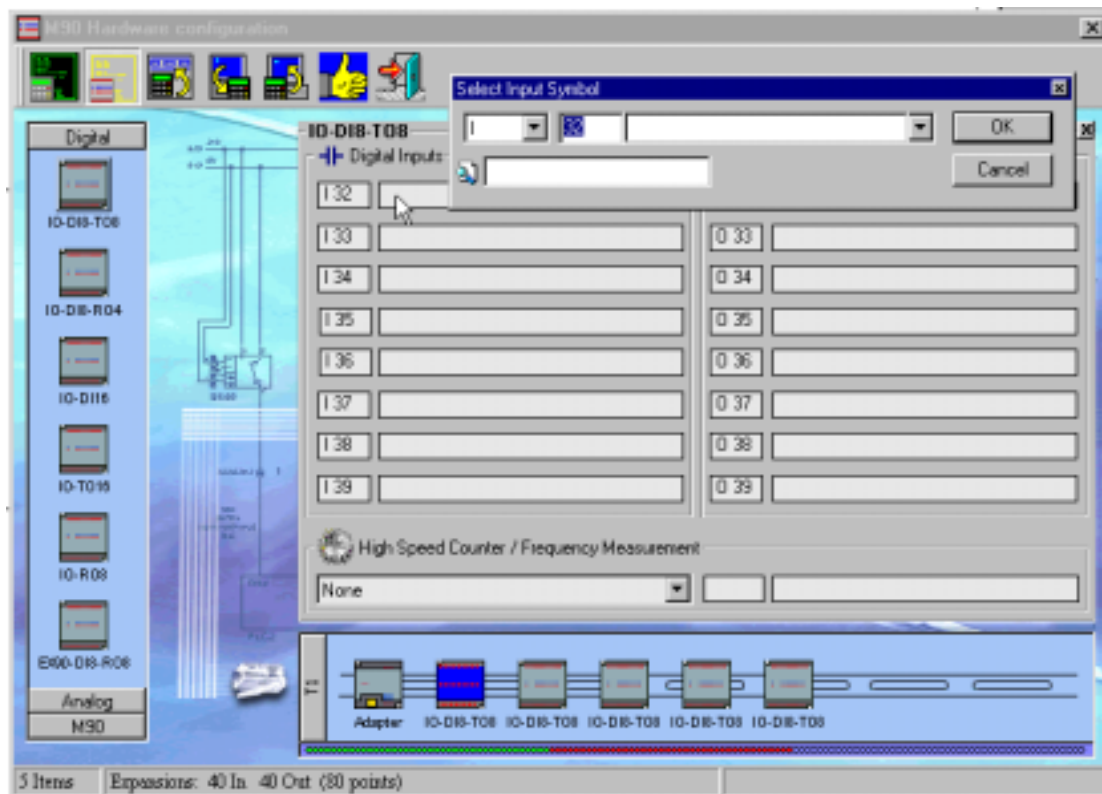 M90 Hardware configuration
Select Input Symbol
I
32
OK
Cancel
Digital
IO-DI8-TO8
IO-DI8-RO4
IO-DI16
IO-TO16
IO-RO8
EX90-DI8-RO8
Analog
M90
IO-DI8-TO8
Digital Inputs
I 32
I 33
I 34
I 35
I 36
I 37
I 38
I 39
O 33
O 34
O 35
O 36
O 37
O 38
O 39
High Speed Counter / Frequency Measurement
None
T1
Adapter IO-DI8-TO8 IO-DI8-TO8 IO-DI8-TO8 IO-DI8-TO8 IO-DI8-TO8
5 Items Expansions: 40 In 40 Out (80 points)